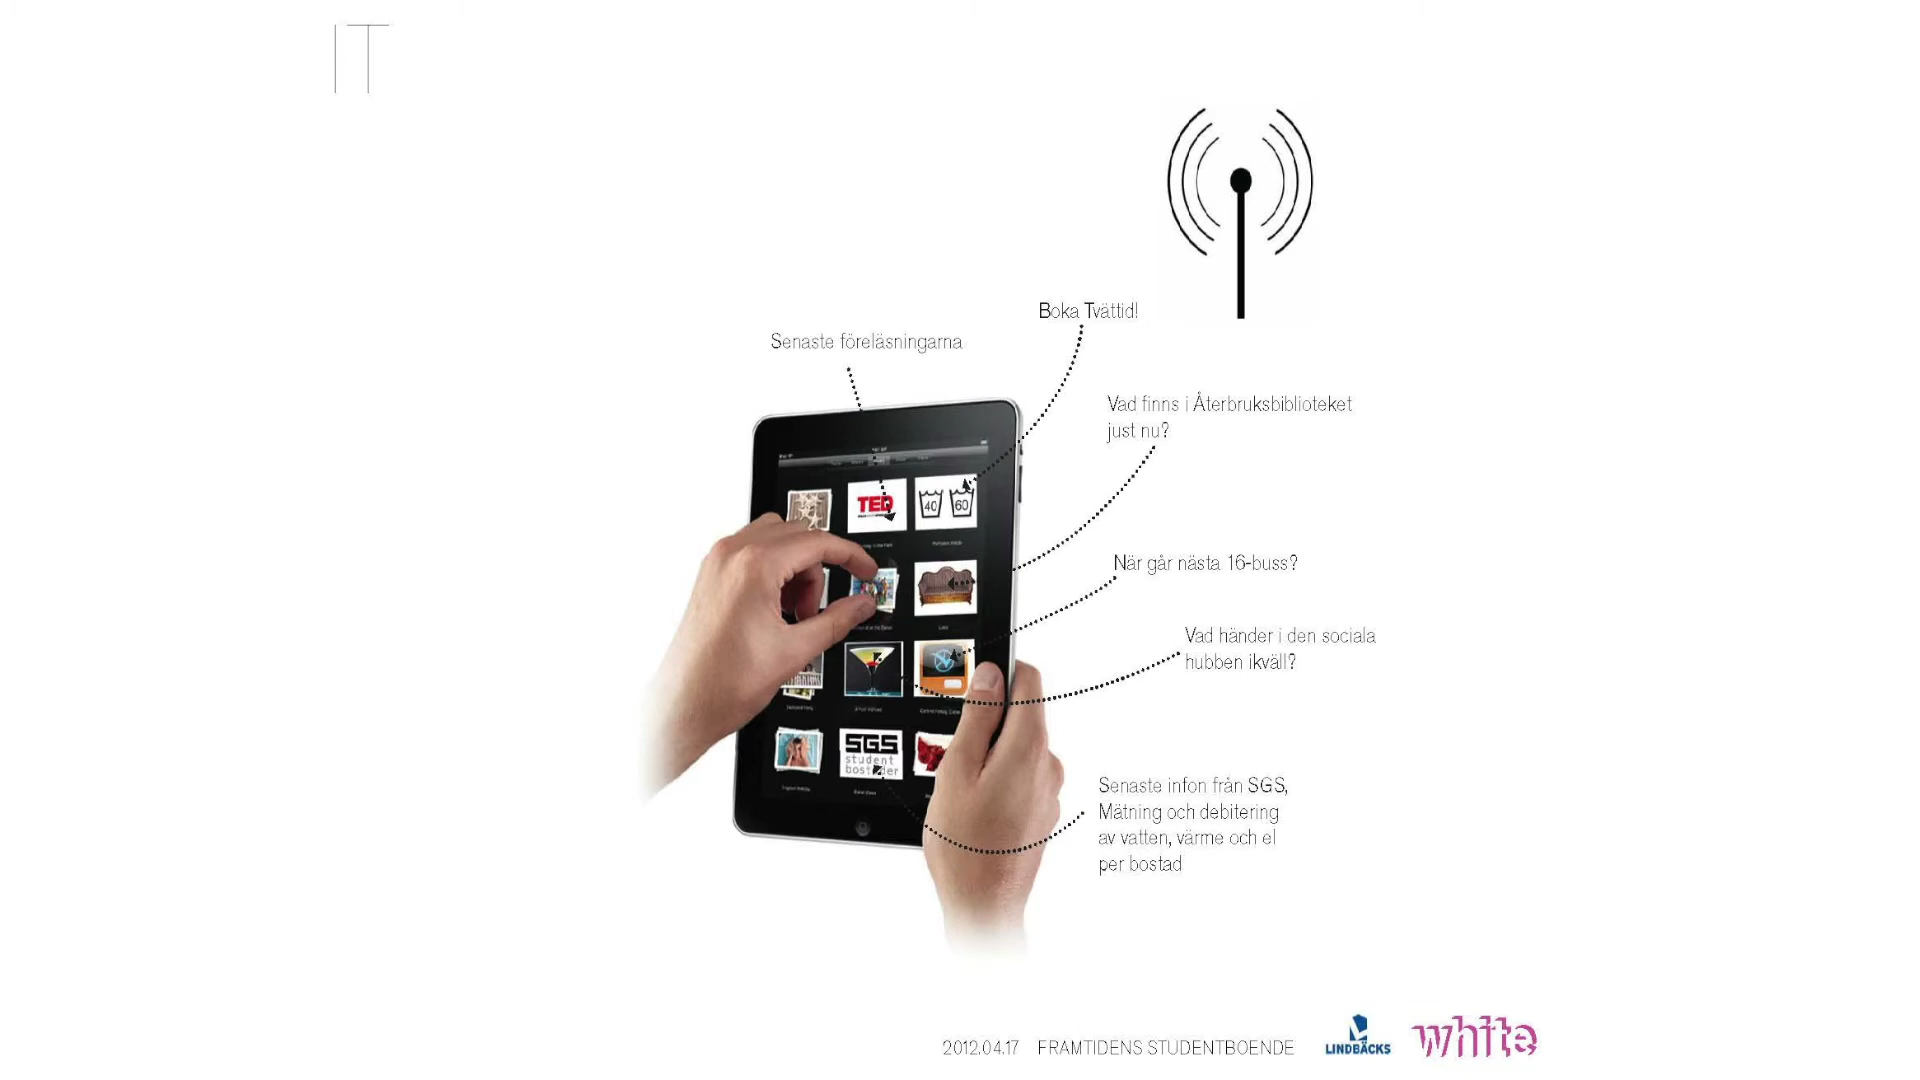 IT
Boka Tvättid!
Senaste föreläsningarna
Vad finns i Återbruksbiblioteket
just nu?
TED
40 60
När går nästa 16-buss?
Vad händer i den sociala
hubben ikväll?
SGS
student
bostäder
Senaste infon från SGS,
Mätning och debitering
av vatten, värme och el
per bostad
2012.04.17 FRAMTIDENS STUDENTBOENDE
LINDBÄCKS
white